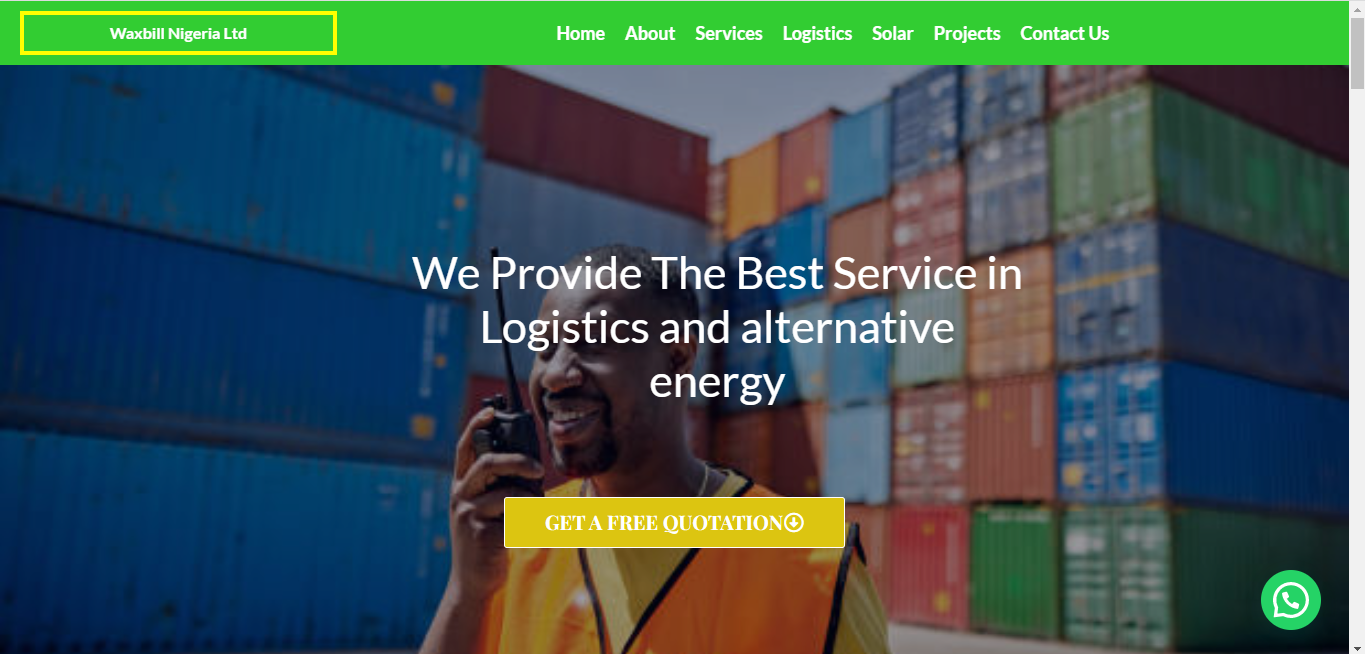 Waxbill Nigeria Ltd
Home About Services Logistics Solar Projects Contact Us
We Provide The Best Service in
Logistics and alternative
energy
GET A FREE QUOTATION